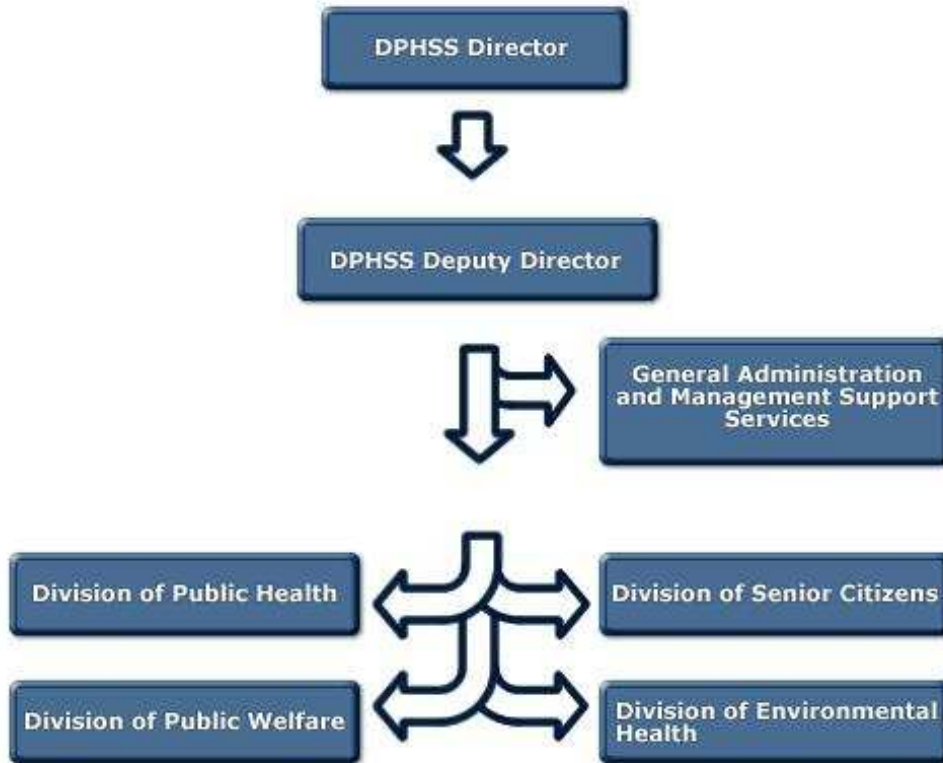 DPHSS Director
DPHSS Deputy Director
General Administration
and Management Support
Services
Division of Public Health
Division of Senior Citizens
Division of Public Welfare
Division of Environmental
Health